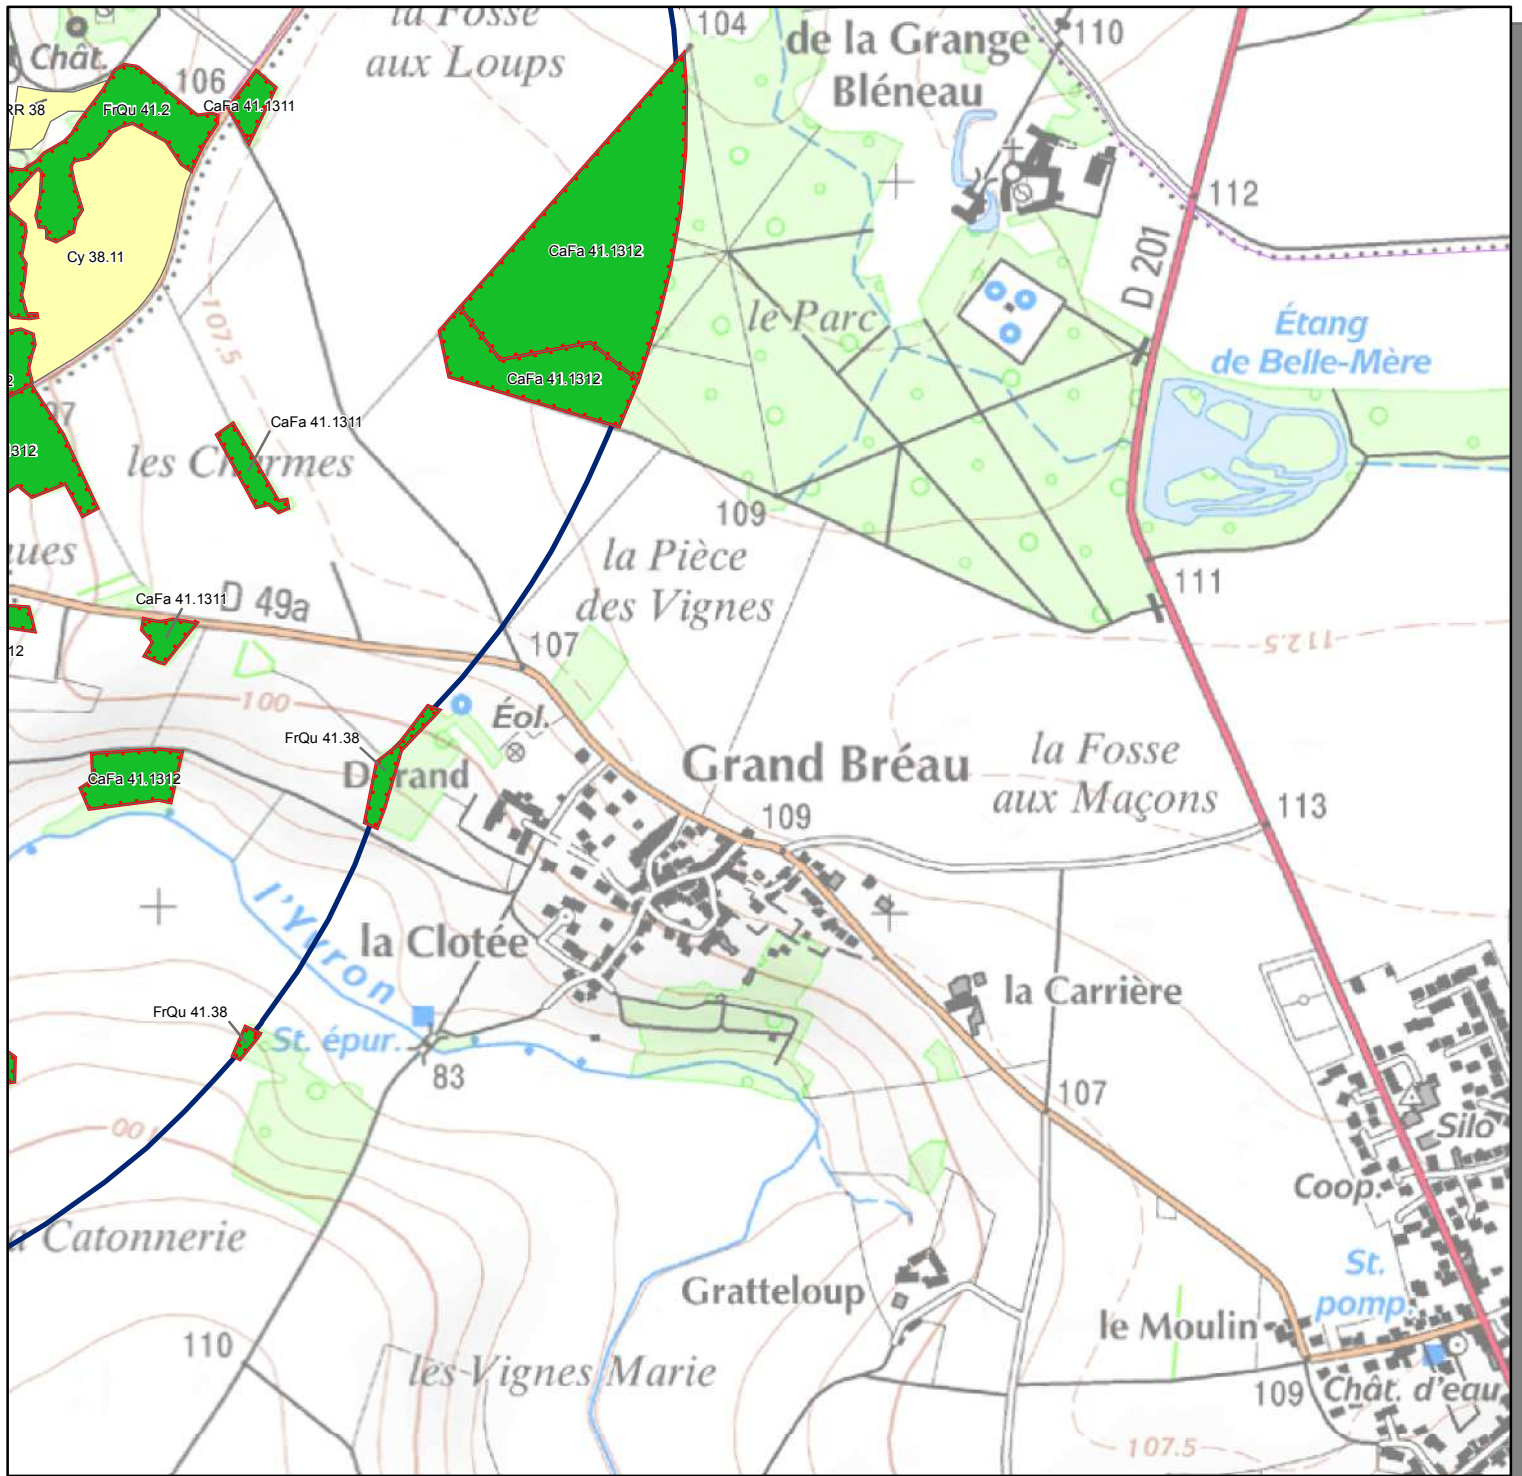 la Fosse
aux Loups
104
de la Grange
Bléneau
110
Chât.
106
RR 38
FrQu 41.2
CaFa 41.1311
112
Cy 38.11
CaFa 41.1312
D 201
107.5
le Parc
Étang
de Belle-Mère
CaFa 41.1312
CaFa 41.1311
les Charmes
109
la Pièce
des Vignes
111
CaFa 41.1311
D 49a
107
112.5
100
Éol.
FrQu 41.38
Durand
Grand Bréau
la Fosse
aux Maçons
CaFa 41.1312
109
113
l'Yvron
la Clotée
la Carrière
FrQu 41.38
St. épur.
83
107
100
Silo
Coop.
a Catonnerie
St.
pomp.
Gratteloup
le Moulin
110
les Vignes Marie
109
Chât. d'eau
107.5